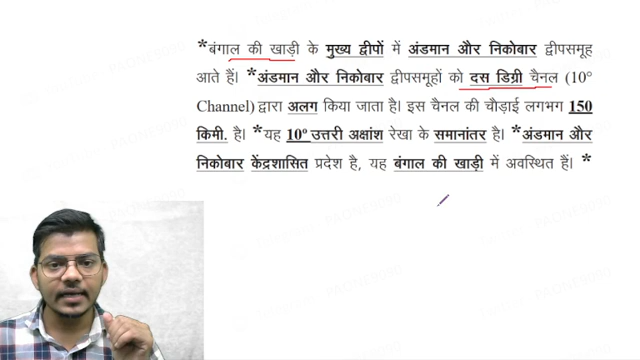 *बंगाल की खाड़ी के मुख्य द्वीपों में अंडमान और निकोबार द्वीपसमूह
आते हैं। *अंडमान और निकोबार द्वीपसमूहों को दस डिग्री चैनल (10°
Channel) द्वारा अलग किया जाता है। इस चैनल की चौड़ाई लगभग 150
किमी. है। *यह 10° उत्तरी अक्षांश रेखा के समानांतर है। *अंडमान और
निकोबार केंद्रशासित प्रदेश है, यह बंगाल की खाड़ी में अवस्थित हैं। *